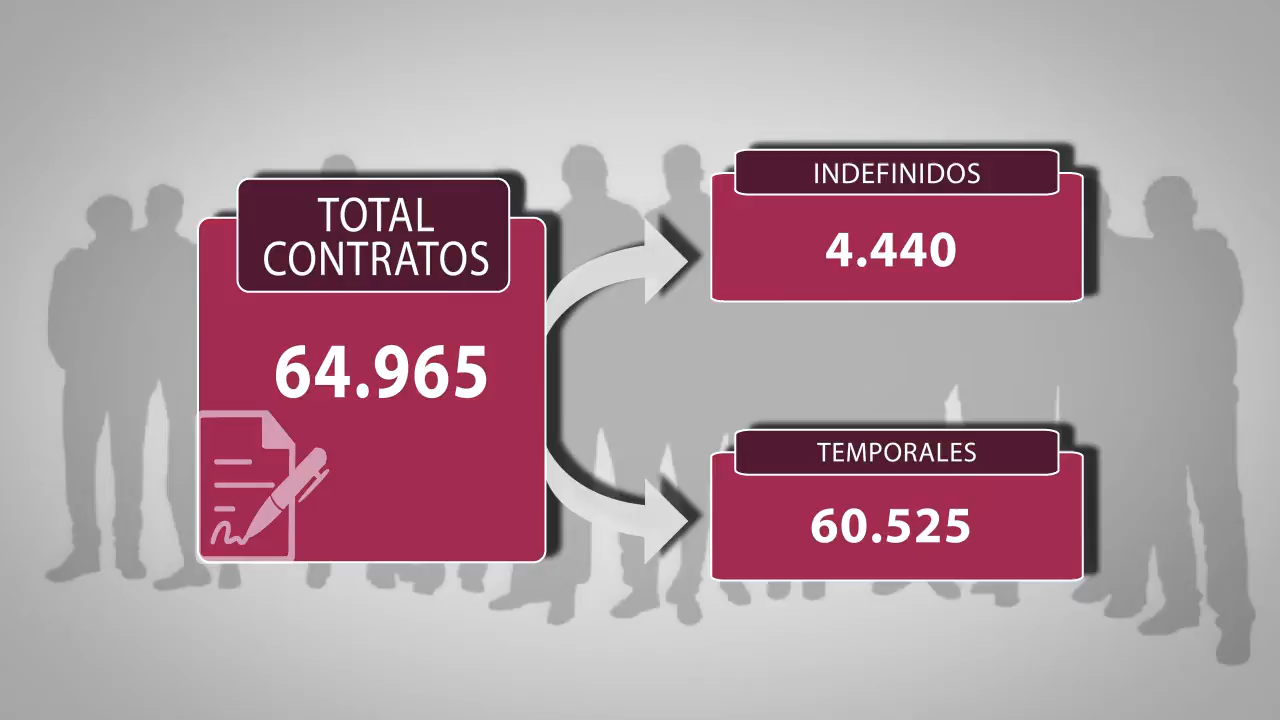 TOTAL
CONTRATOS
64.965
INDEFINIDOS
4.440
TEMPORALES
60.525